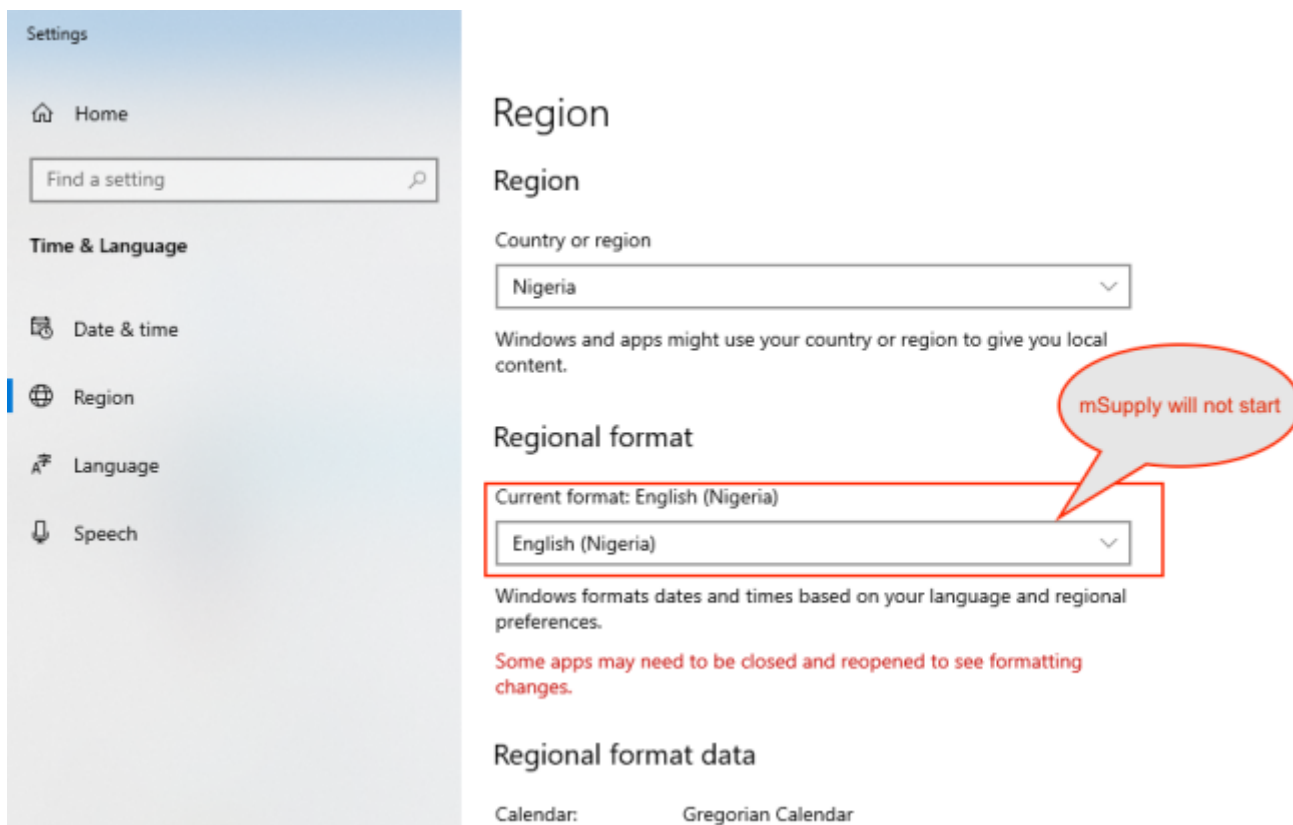 Settings
Home
Find a setting
Time & Language
Date & time
Region
Language
Speech
Region
Region
Country or region
Nigeria
Windows and apps might use your country or region to give you local
content.
mSupply will not start
Regional format
Current format: English (Nigeria)
English (Nigeria)
Windows formats dates and times based on your language and regional
preferences.
Some apps may need to be closed and reopened to see formatting
changes.
Regional format data
Calendar: Gregorian Calendar